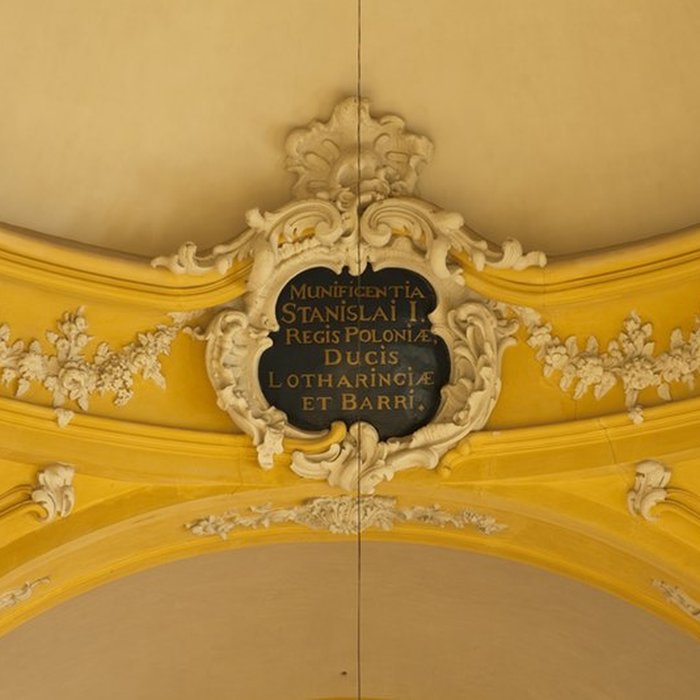 MUNIFICENTIA
STANISLAI I.
REGIS POLONIÆ
DUCIS
LOTHARINGIÆ
ET BARRI.